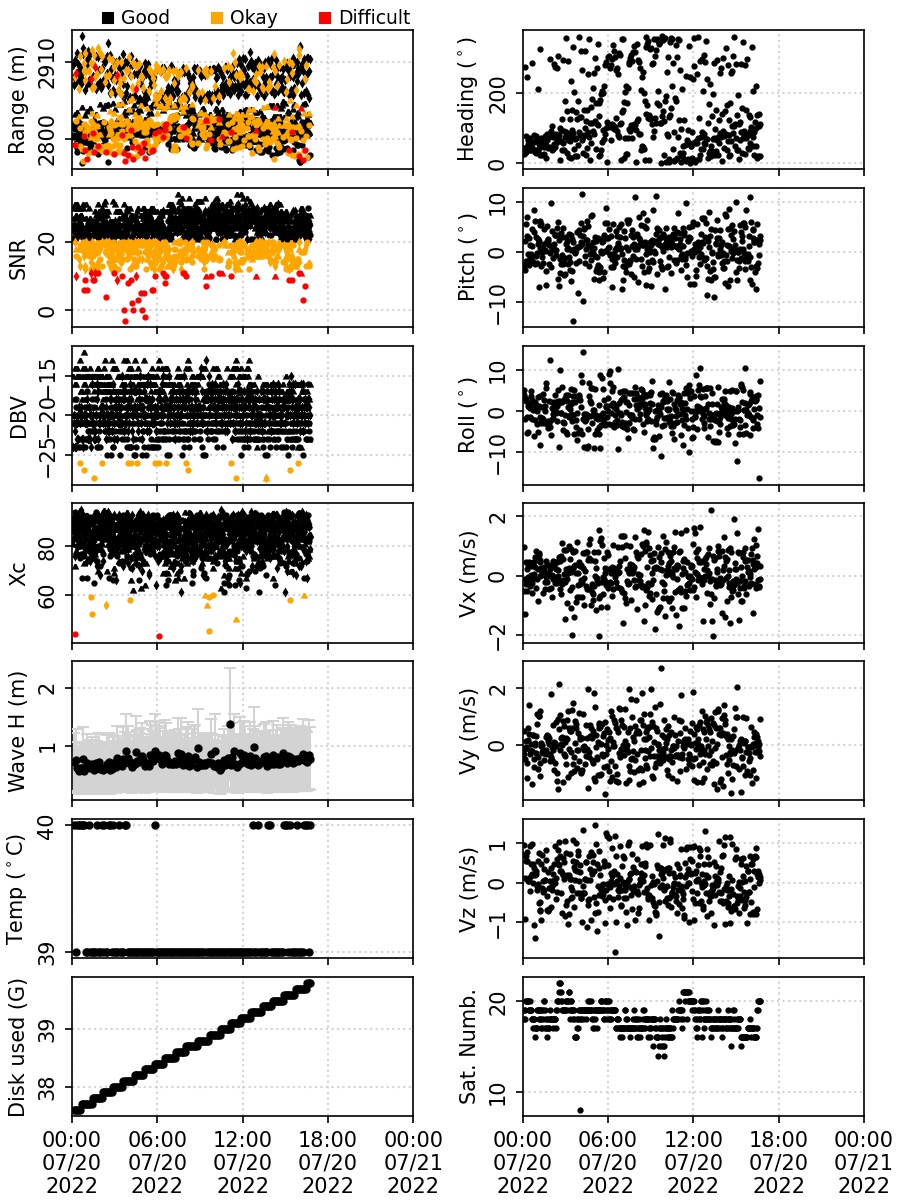 Good Okay Difficult
Range (m)
2910
2800
Heading (°)
200
0
SNR
20
0
Pitch (°)
10
0
−10
DBV
−15
−20
−25
Roll (°)
10
0
−10
Xc
80
60
Vx (m/s)
2
0
−2
Wave H (m)
2
1
Vy (m/s)
2
0
Temp (°C)
40
39
Vz (m/s)
1
0
−1
Disk used (G)
39
38
Sat. Numb.
20
10
00:00 06:00 12:00 18:00 00:00
07/20 07/20 07/20 07/20 07/21
2022 2022 2022 2022 2022
00:00 06:00 12:00 18:00 00:00
07/20 07/20 07/20 07/20 07/21
2022 2022 2022 2022 2022